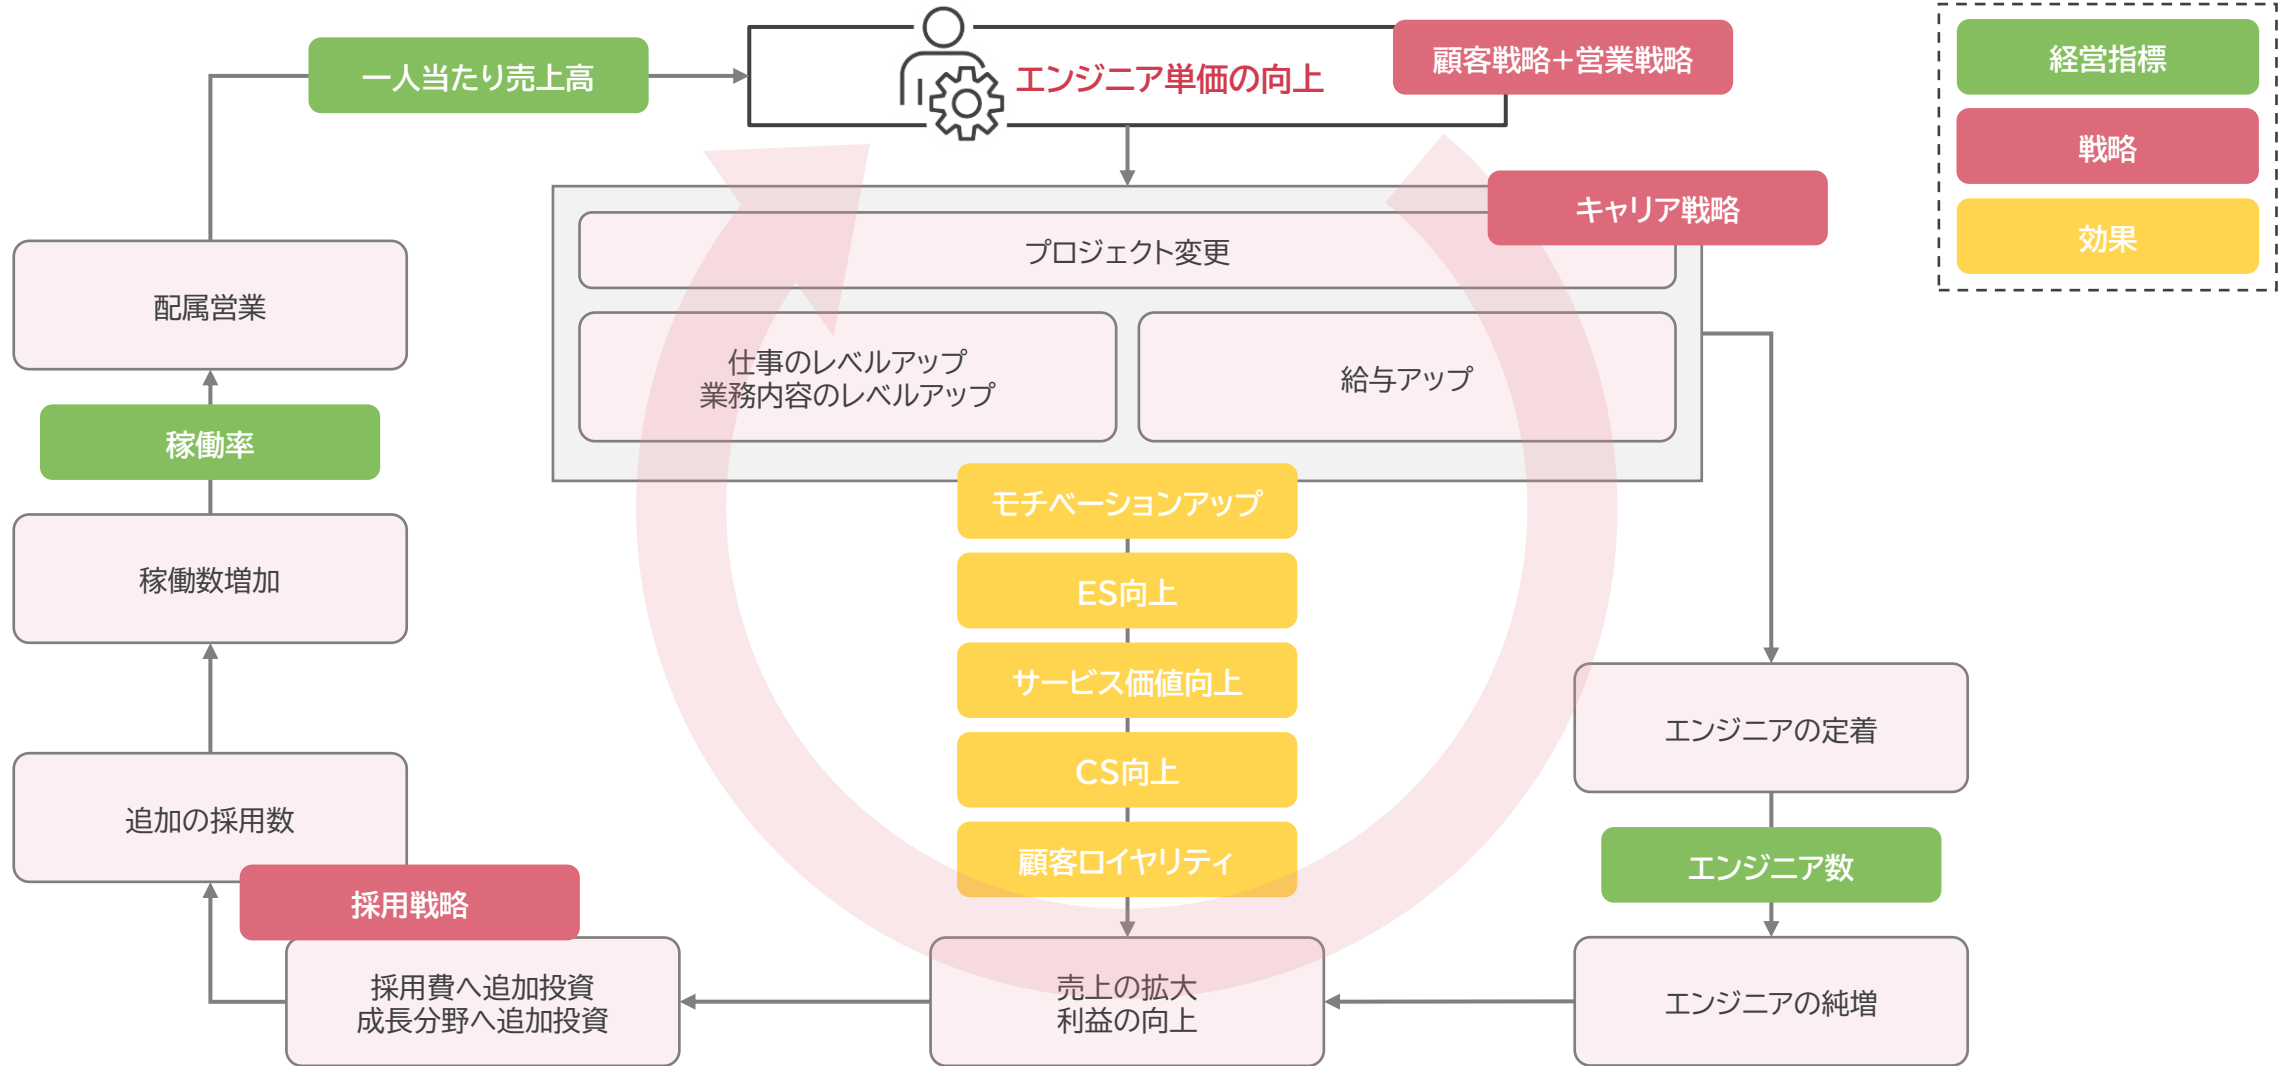 一人当たり売上高
エンジニア単価の向上
顧客戦略+営業戦略
経営指標
戦略
効果
キャリア戦略
プロジェクト変更
仕事のレベルアップ
業務内容のレベルアップ
給与アップ
配属営業
稼働率
稼働数増加
追加の採用数
採用戦略
採用費へ追加投資
成長分野へ追加投資
モチベーションアップ
ES向上
サービス価値向上
CS向上
顧客ロイヤリティ
売上の拡大
利益の向上
エンジニアの定着
エンジニア数
エンジニアの純増